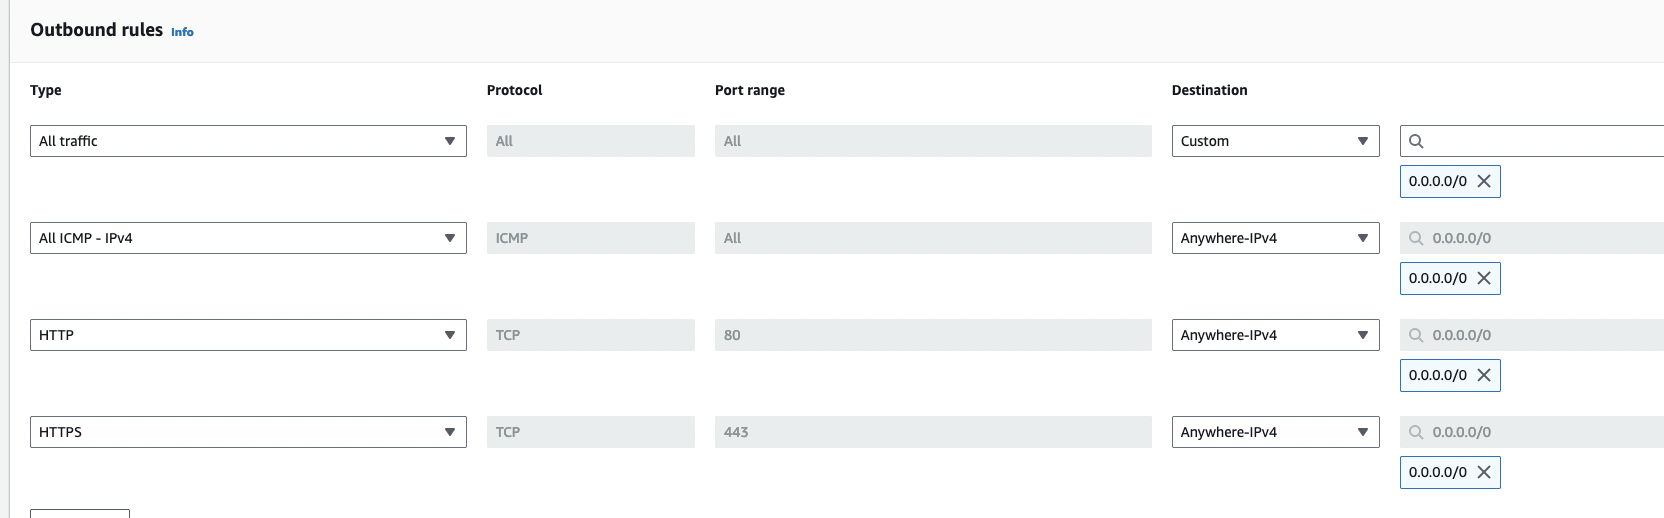 Outbound rules Info
Type Protocol Port range Destination
All traffic All All Custom
0.0.0.0/0
All ICMP - IPv4 ICMP All Anywhere-IPv4 0.0.0.0/0
0.0.0.0/0
HTTP TCP 80 Anywhere-IPv4 0.0.0.0/0
0.0.0.0/0
HTTPS TCP 443 Anywhere-IPv4 0.0.0.0/0
0.0.0.0/0